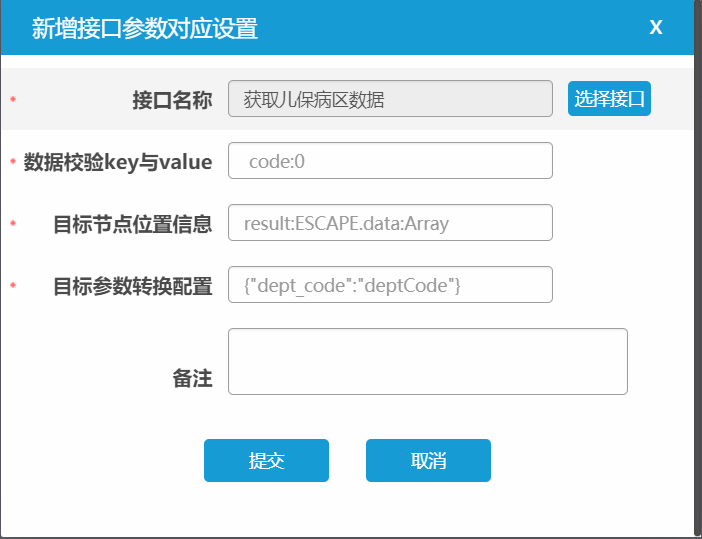 新增接口参数对应设置 X
* 接口名称 获取儿保病区数据 选择接口
* 数据校验key与value code:0
* 目标节点位置信息 result:ESCAPE.data:Array
* 目标参数转换配置 {"dept_code":"deptCode"}
备注
提交 取消